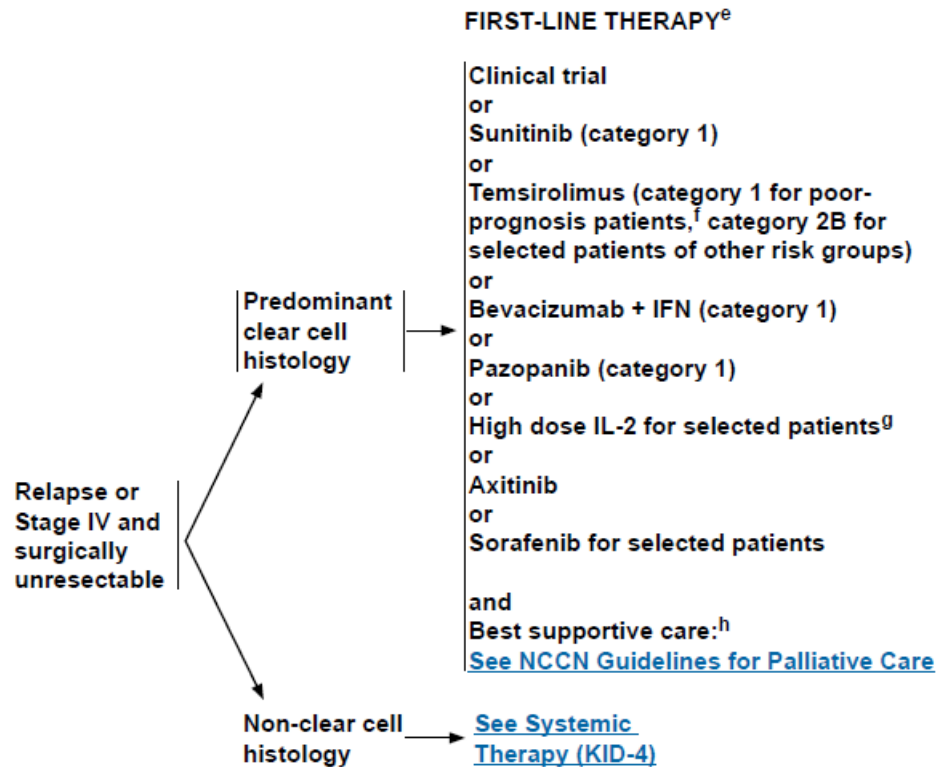 FIRST-LINE THERAPYe
Clinical trial
or
Sunitinib (category 1)
or
Temsirolimus (category 1 for poor-
prognosis patients,f category 2B for
selected patients of other risk groups)
or
Bevacizumab + IFN (category 1)
or
Pazopanib (category 1)
or
High dose IL-2 for selected patientsg
or
Axitinib
or
Sorafenib for selected patients
and
Best supportive care:h
See NCCN Guidelines for Palliative Care
Predominant
clear cell
histology
Relapse or
Stage IV and
surgically
unresectable
Non-clear cell
histology
See Systemic
Therapy (KID-4)